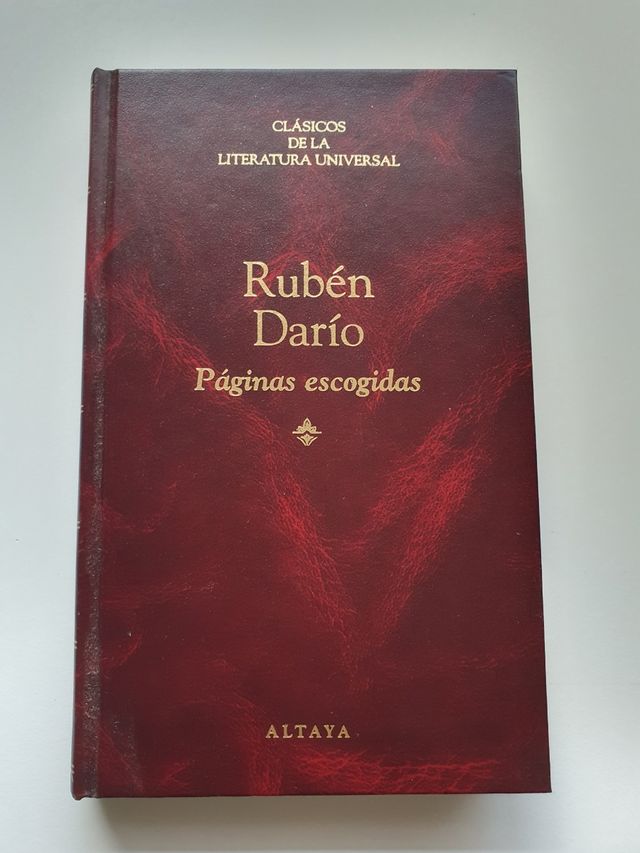 CLÁSICOS
DE LA
LITERATURA UNIVERSAL
Rubén
Darío
Páginas escogidas
ALTAYA